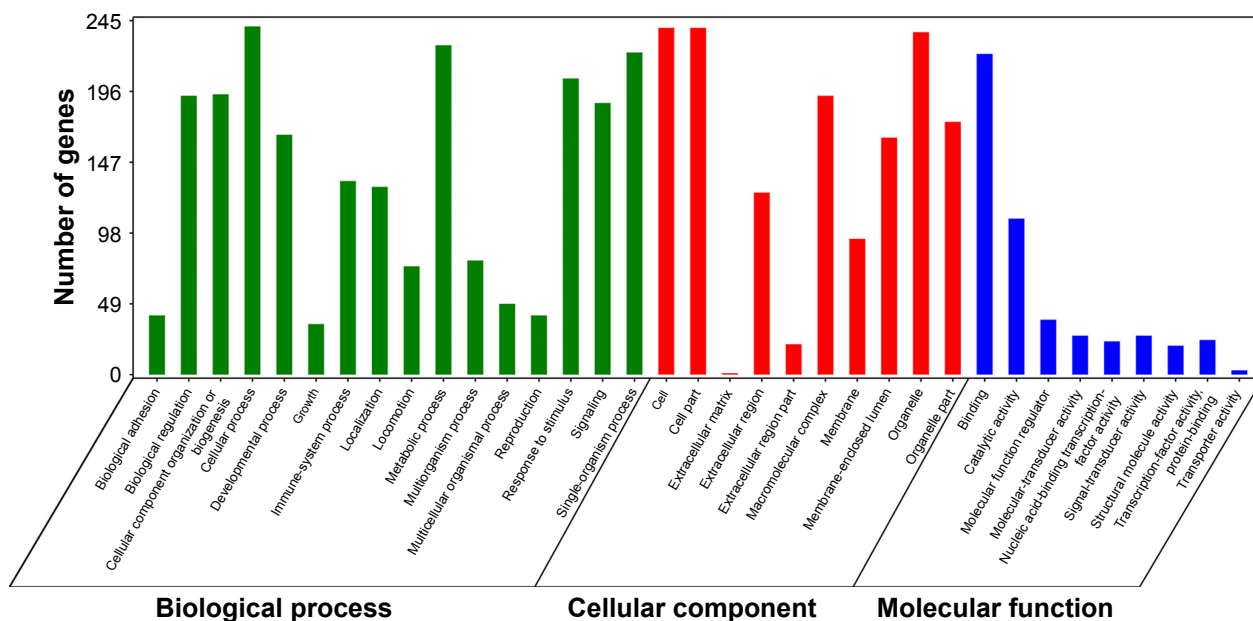 Number of genes
245
196
147
98
49
0
Biological adhesion
Biological regulation
Cellular component organization or
biogenesis
Cellular process
Developmental process
Growth
Immune-system process
Localization
Locomotion
Metabolic process
Multiorganism process
Multicellular organismal process
Reproduction
Response to stimulus
Signaling
Single-organism process
Cell
Cell part
Extracellular matrix
Extracellular region
Extracellular region part
Macromolecular complex
Membrane
Membrane-enclosed lumen
Organelle
Organelle part
Binding
Catalytic activity
Molecular function regulator
Molecular-transducer activity
Nucleic acid-binding transcription-
factor activity
Signal-transducer activity
Structural molecule activity
Transcription-factor activity,
protein-binding
Transporter activity
Biological process
Cellular component
Molecular function